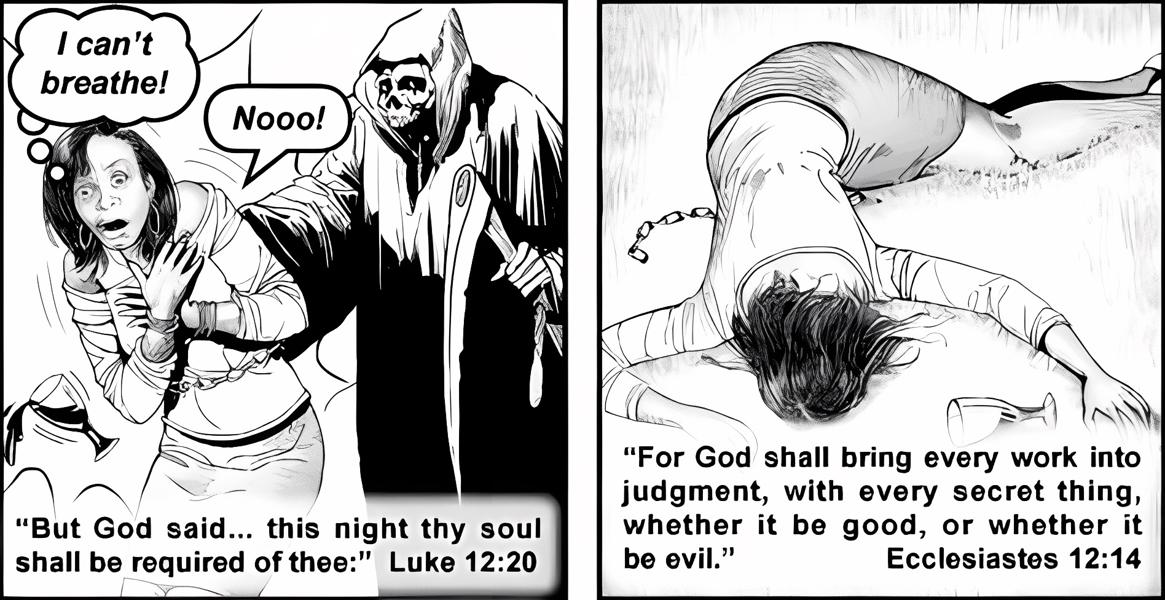 I can't
breathe!
Nooo!
“But God said... this night thy soul
shall be required of thee:” Luke 12:20
“For God shall bring every work into
judgment, with every secret thing,
whether it be good, or whether it
be evil.” Ecclesiastes 12:14